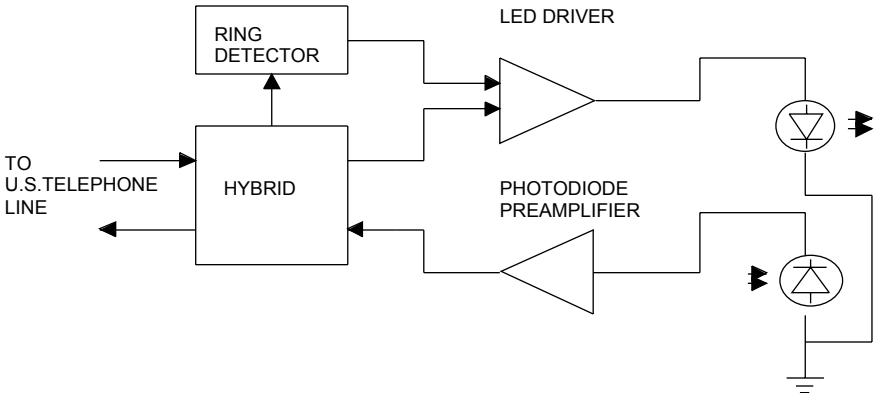 LED DRIVER
RING
DETECTOR
TO
U.S.TELEPHONE
LINE
HYBRID
PHOTODIODE
PREAMPLIFIER